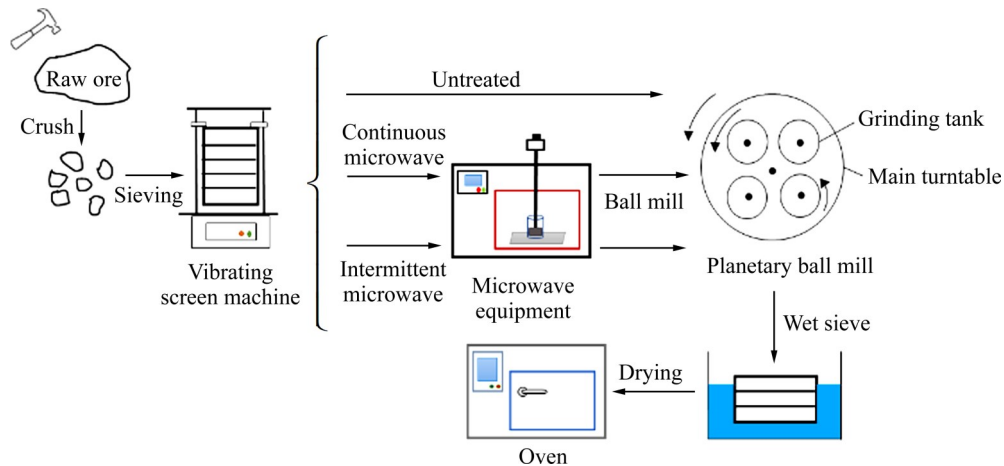 Raw ore
Crush
Sieving
Vibrating
screen machine
Untreated
Continuous
microwave
Intermittent
microwave
Microwave
equipment
Ball mill
Grinding tank
Main turntable
Planetary ball mill
Wet sieve
Drying
Oven